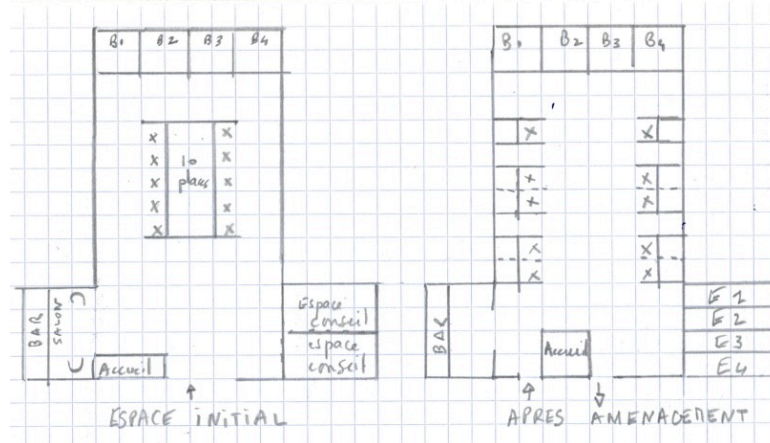 B1 B2 B3 B4
x x
x 10 x
x places x
x x
x x
BAR
SALON
Accueil
Espace
conseil
espace
conseil
ESPACE INITIAL
B1 B2 B3 B4
x x
x x
x x
x x
x x
BAR
Accueil
E1
E2
E3
E4
APRES AMENAGEMENT